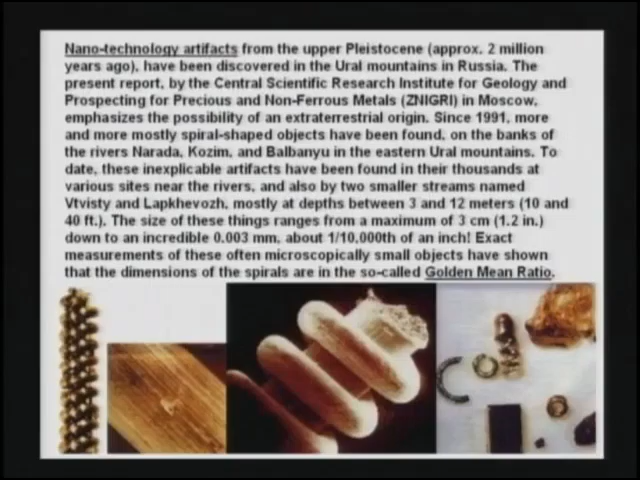 Nano-technology artifacts from the upper Pleistocene (approx. 2 million
years ago), have been discovered in the Ural mountains in Russia. The
present report, by the Central Scientific Research Institute for Geology and
Prospecting for Precious and Non-Ferrous Metals (ZNIGRI) in Moscow,
emphasizes the possibility of an extraterrestrial origin. Since 1991, more
and more mostly spiral-shaped objects have been found, on the banks of
the rivers Narada, Kozim, and Balbanyu in the eastern Ural mountains. To
date, these inexplicable artifacts have been found in their thousands at
various sites near the rivers, and also by two smaller streams named
Vtvisty and Lapkhevozh, mostly at depths between 3 and 12 meters (10 and
40 ft.). The size of these things ranges from a maximum of 3 cm (1.2 in.)
down to an incredible 0.003 mm, about 1/10,000th of an inch! Exact
measurements of these often microscopically small objects have shown
that the dimensions of the spirals are in the so-called Golden Mean Ratio.